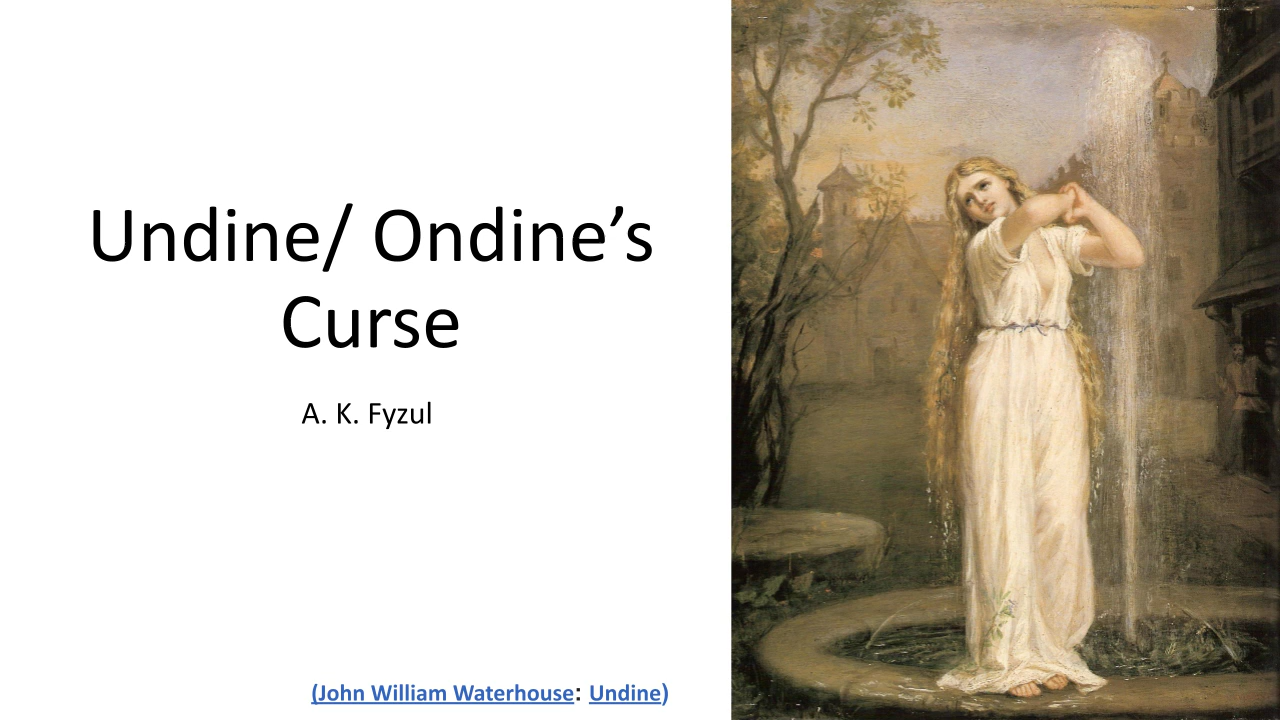 Undine/ Ondine’s
Curse
A. K. Fyzul
(John William Waterhouse: Undine)